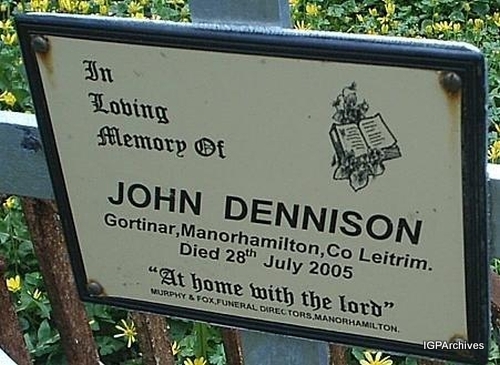 In
Loving
Memory Of
JOHN DENNISON
Gortinar,Manorhamilton,Co Leitrim.
Died 28th July 2005
"At home with the lord"
MURPHY & FOX,FUNERAL DIRECTORS,MANORHAMILTON.
IGPArchives